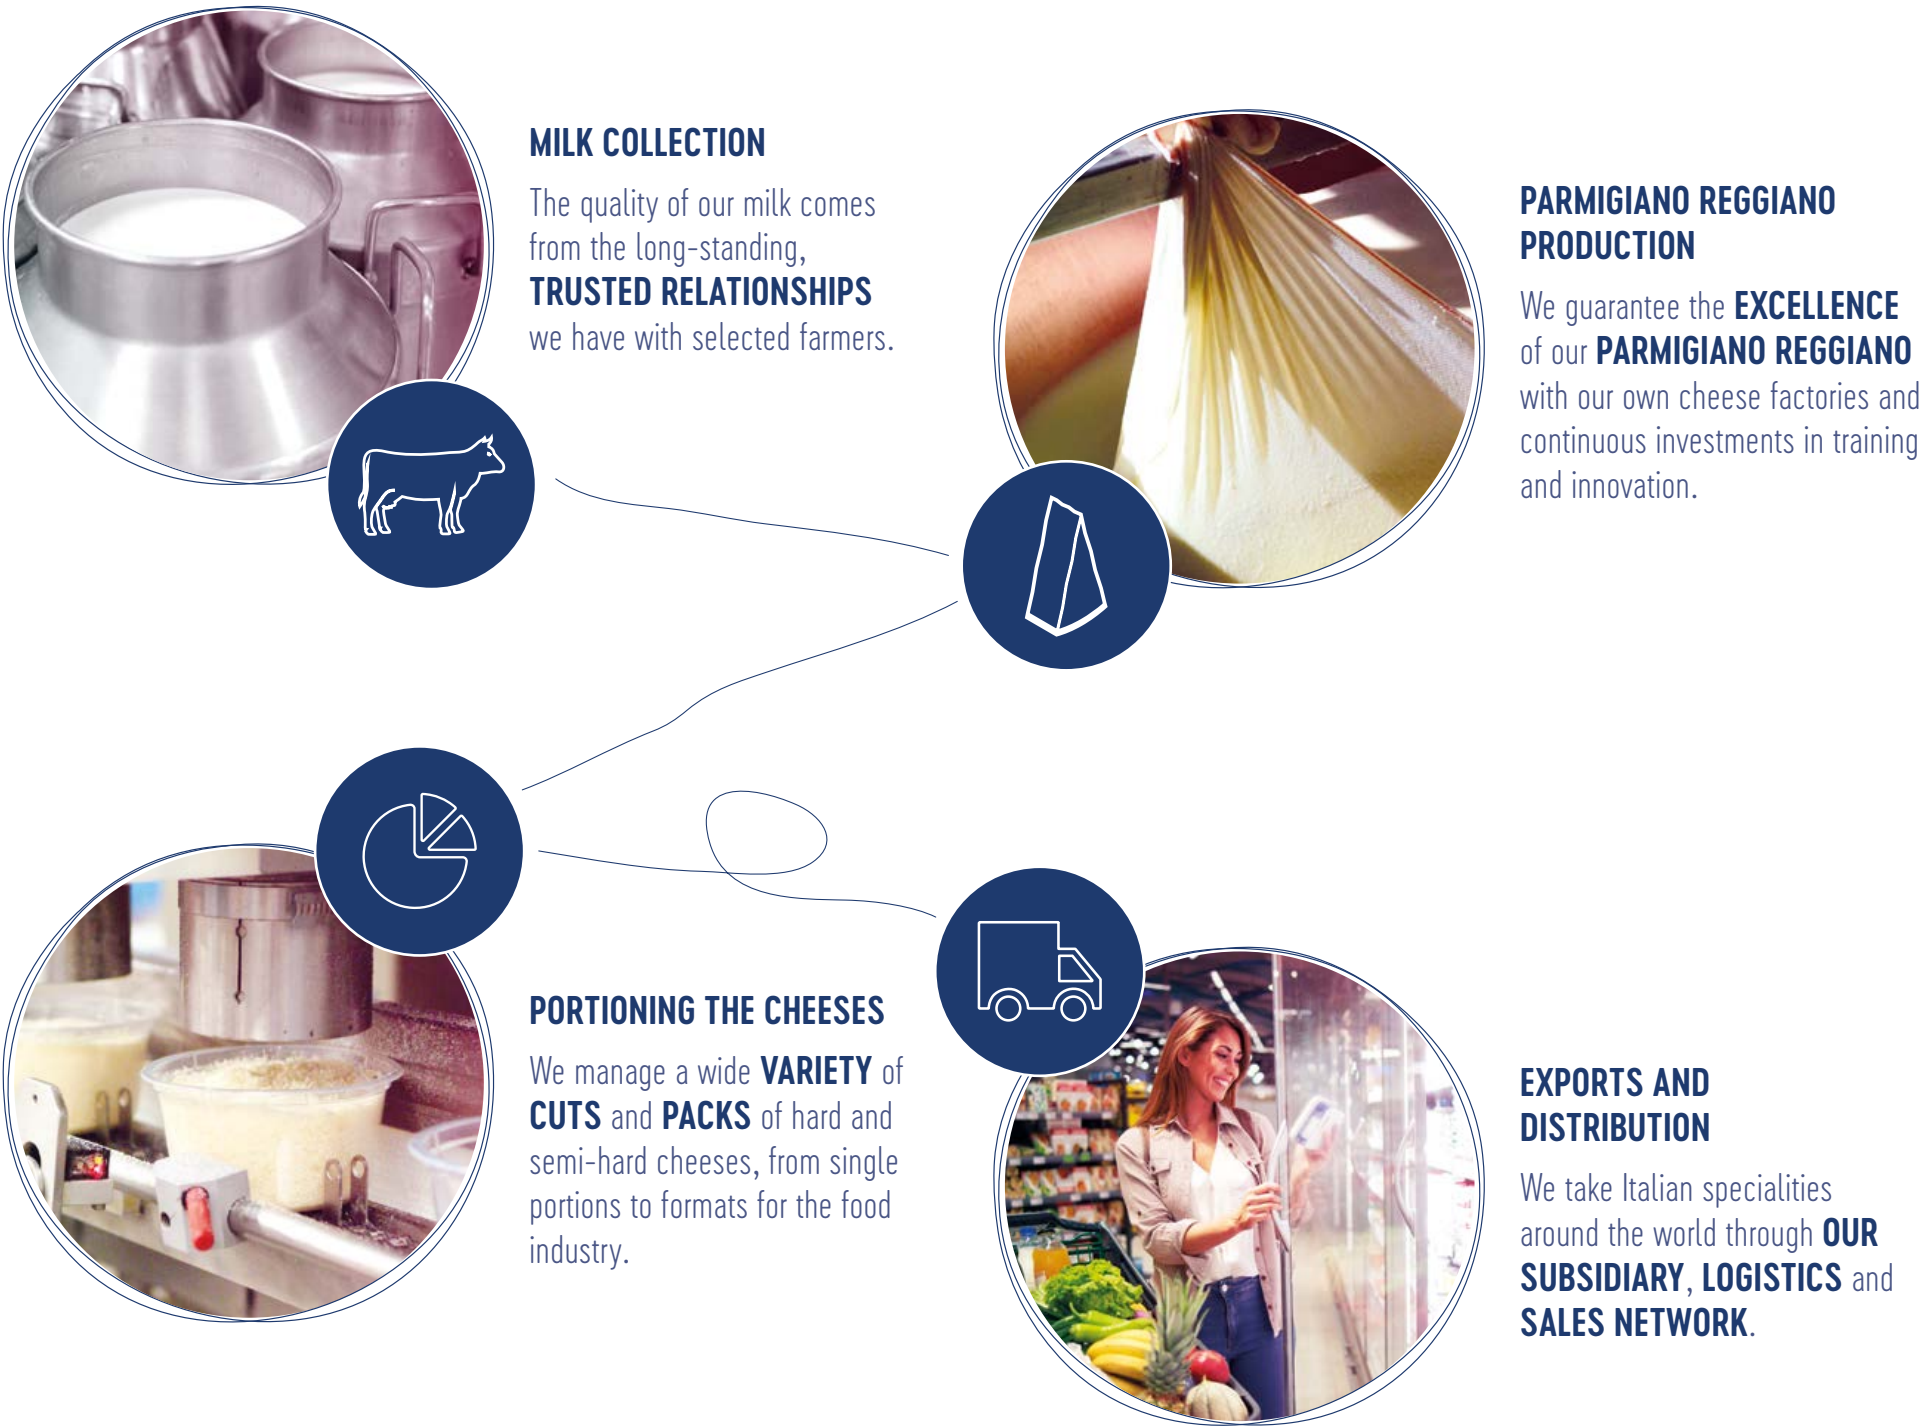 MILK COLLECTION
The quality of our milk comes
from the long-standing,
TRUSTED RELATIONSHIPS
we have with selected farmers.
PARMIGIANO REGGIANO
PRODUCTION
We guarantee the EXCELLENCE
of our PARMIGIANO REGGIANO
with our own cheese factories and
continuous investments in training
and innovation.
PORTIONING THE CHEESES
We manage a wide VARIETY of
CUTS and PACKS of hard and
semi-hard cheeses, from single
portions to formats for the food
industry.
EXPORTS AND
DISTRIBUTION
We take Italian specialities
around the world through OUR
SUBSIDIARY, LOGISTICS and
SALES NETWORK.